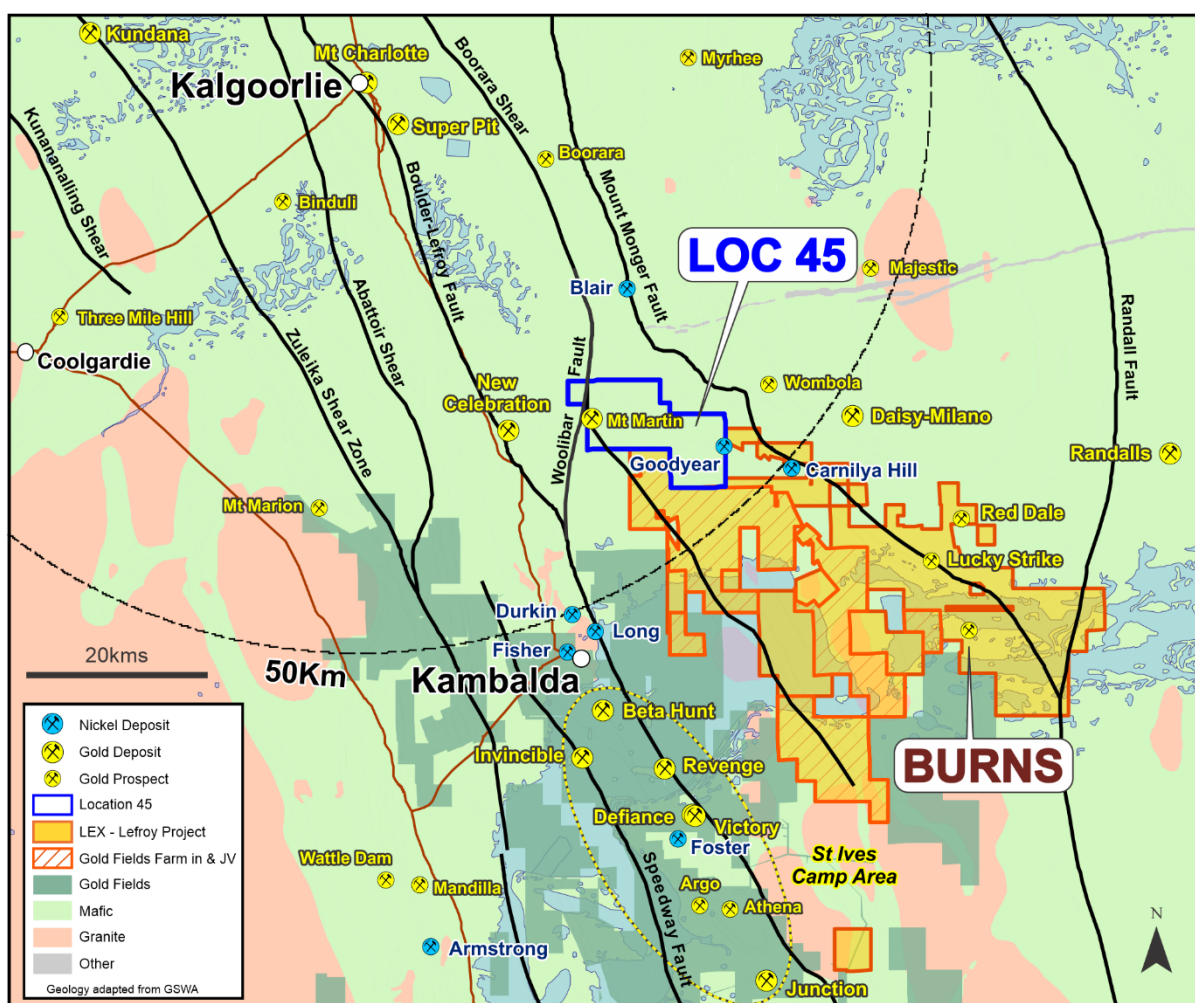 Kundana
Mt Charlotte
Kalgoorlie
Super Pit
Boorara Shear
Myrhee
Boorara
Kunananalling Shear
Binduli
Boulder-Lefroy Fault
Mount Monger Fault
LOC 45
Majestic
Blair
Abattoir Shear
Three Mile Hill
Coolgardie
Zuleika Shear Zone
Randall Fault
New
Celebration
Woolibar Fault
Mt Martin
Wombola
Daisy-Milano
Goodyear
Carnilya Hill
Randalls
Mt Marion
Red Dale
Lucky Strike
Durkin
Long
Fisher
Kambalda
20kms
50Km
Beta Hunt
Invincible
Revenge
BURNS
Defiance
Victory
Foster
St Ives
Camp Area
Wattle Dam
Mandilla
Argo
Athena
Speedway Fault
Armstrong
Junction
N
Nickel Deposit
Gold Deposit
Gold Prospect
Location 45
LEX - Lefroy Project
Gold Fields Farm in & JV
Gold Fields
Mafic
Granite
Other
Geology adapted from GSWA